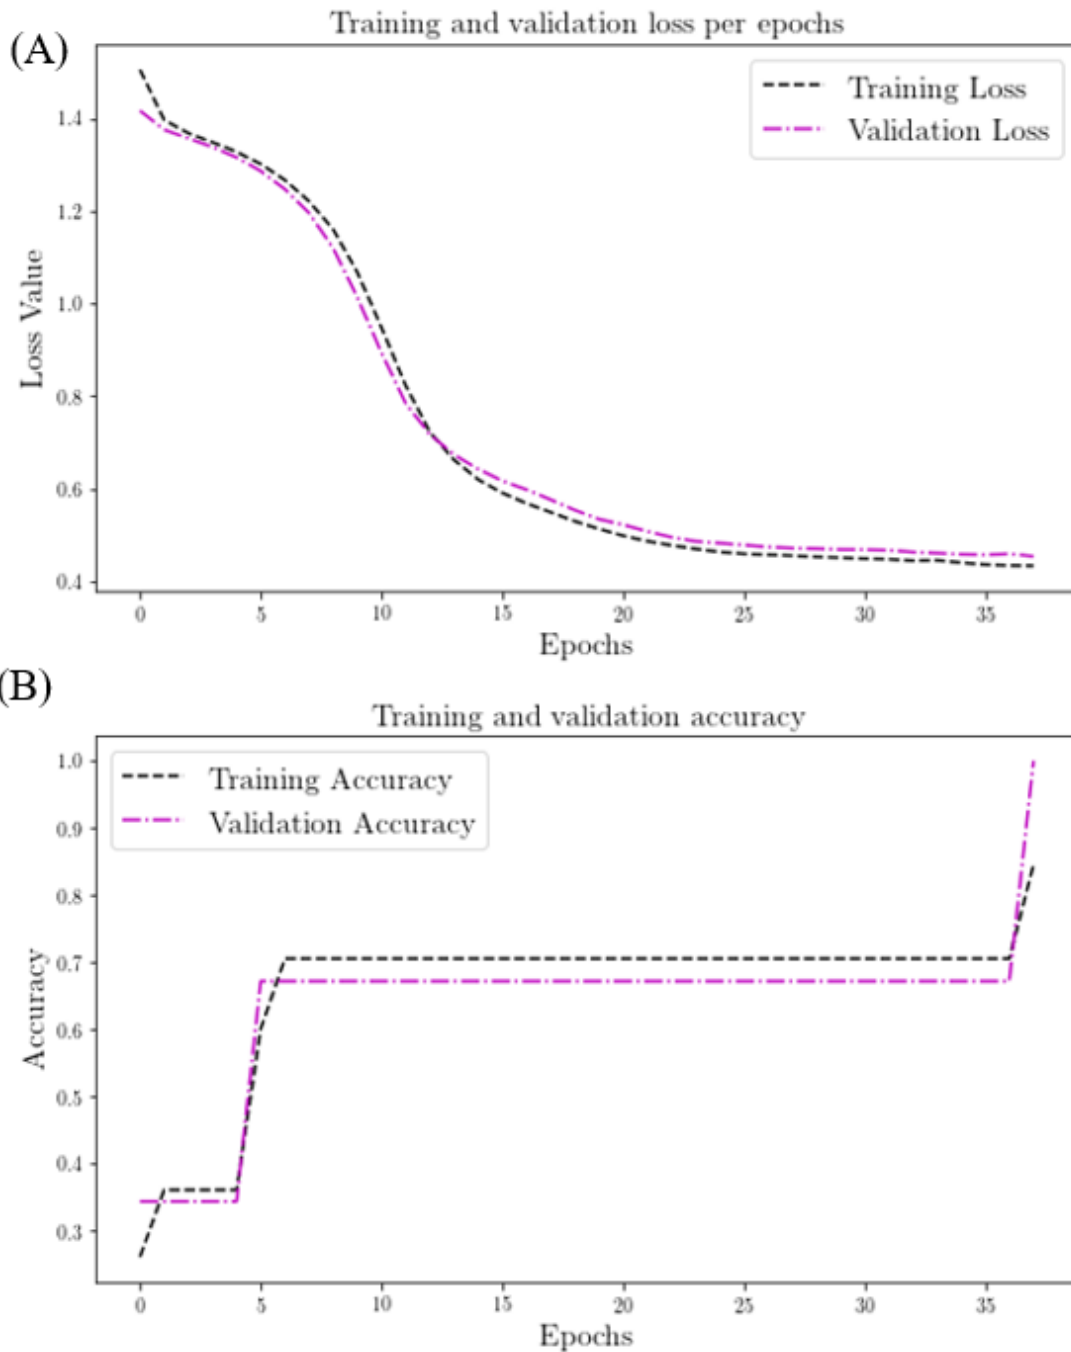 Training and validation loss per epochs
(A)
Training Loss
Validation Loss
1.4
1.2
1.0
0.8
0.6
0.4
Loss Value
0 5 10 15 20 25 30 35
Epochs
(B)
Training and validation accuracy
Training Accuracy
Validation Accuracy
1.0
0.9
0.8
0.7
0.6
0.5
0.4
0.3
Accuracy
0 5 10 15 20 25 30 35
Epochs